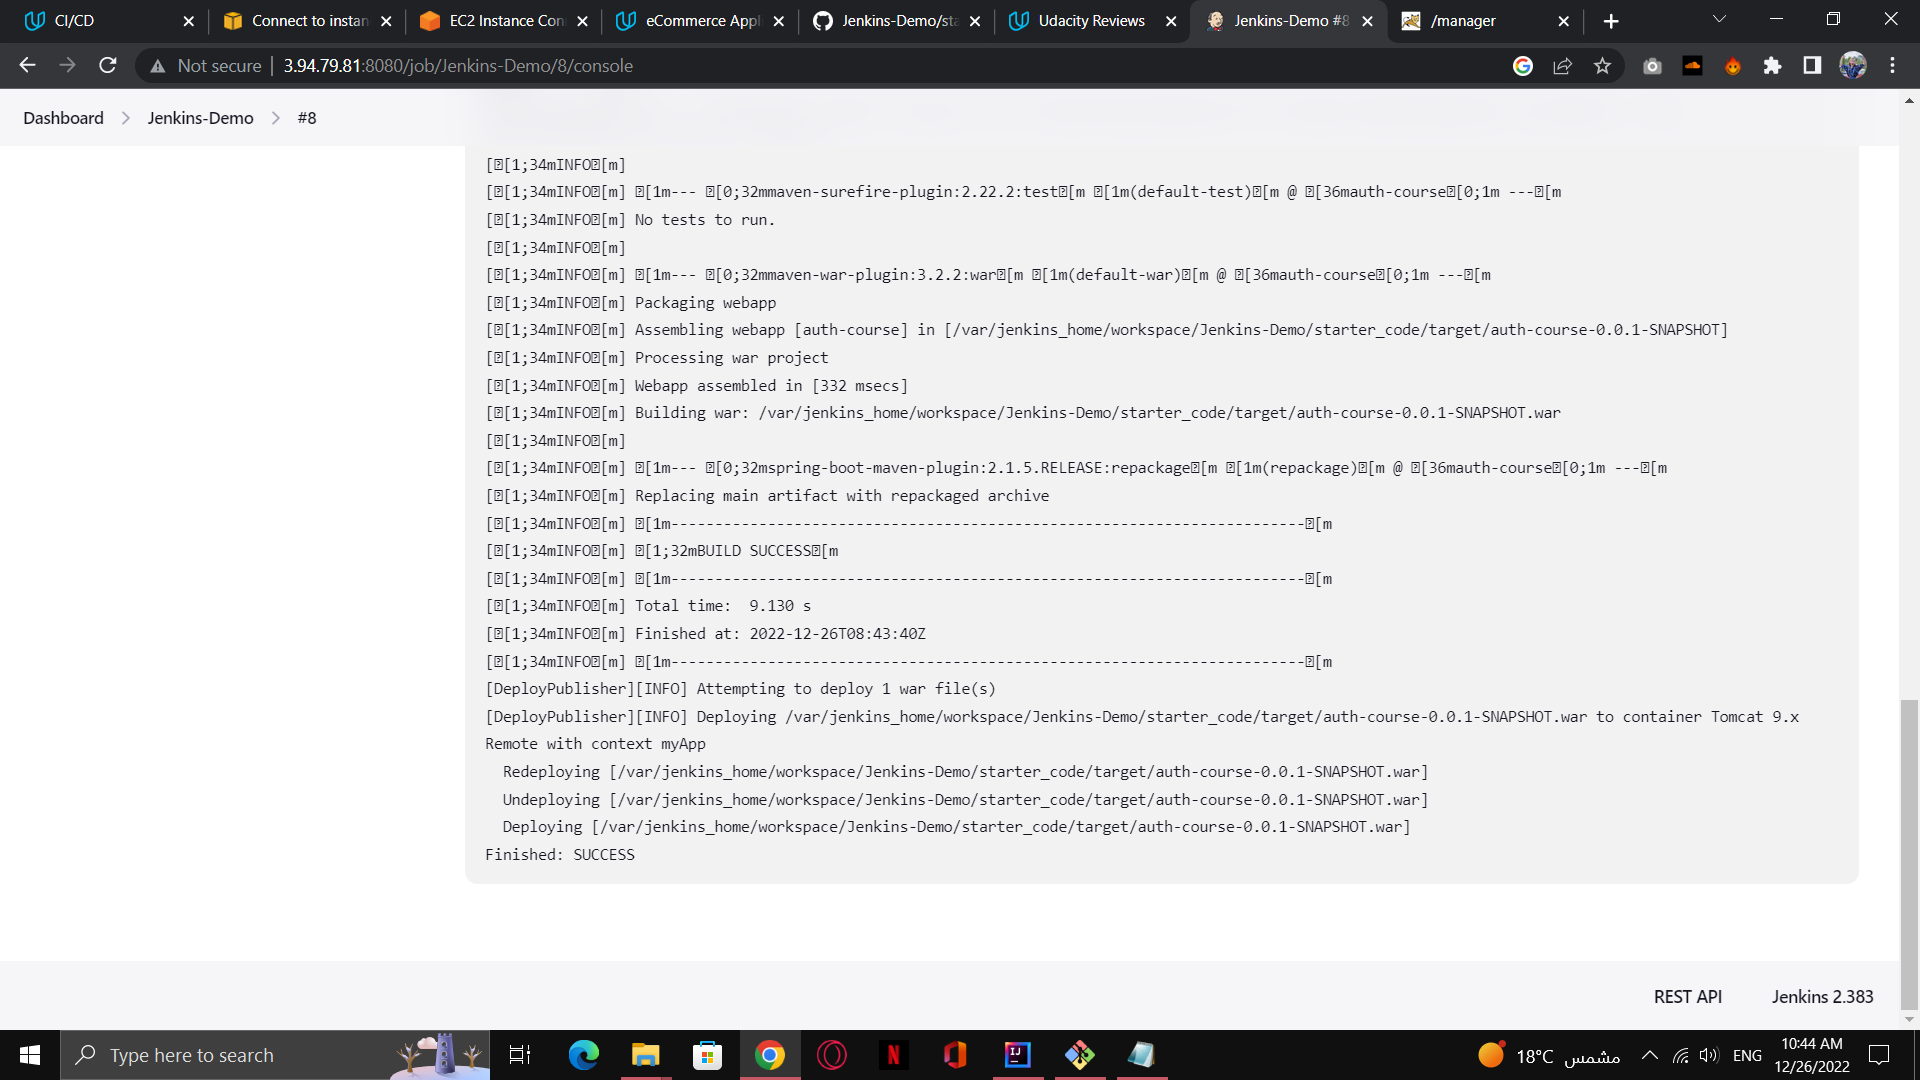 CI/CD
Connect to instan
EC2 Instance Con
eCommerce Appl
Jenkins-Demo/sta
Udacity Reviews
Jenkins-Demo #8
/manager
Not secure
3.94.79.81:8080/job/Jenkins-Demo/8/console
Dashboard
Jenkins-Demo
#8
[[1;34mINFO[m]
[[1;34mINFO[m] [1m--- [0;32mmaven-surefire-plugin:2.22.2:test[m [1m(default-test)[m @ [36mauth-course[0;1m ---[m
[[1;34mINFO[m] No tests to run.
[[1;34mINFO[m]
[[1;34mINFO[m] [1m--- [0;32mmaven-war-plugin:3.2.2:war[m [1m(default-war)[m @ [36mauth-course[0;1m ---[m
[[1;34mINFO[m] Packaging webapp
[[1;34mINFO[m] Assembling webapp [auth-course] in [/var/jenkins_home/workspace/Jenkins-Demo/starter_code/target/auth-course-0.0.1-SNAPSHOT]
[[1;34mINFO[m] Processing war project
[[1;34mINFO[m] Webapp assembled in [332 msecs]
[[1;34mINFO[m] Building war: /var/jenkins_home/workspace/Jenkins-Demo/starter_code/target/auth-course-0.0.1-SNAPSHOT.war
[[1;34mINFO[m]
[[1;34mINFO[m] [1m--- [0;32mspring-boot-maven-plugin:2.1.5.RELEASE:repackage[m [1m(repackage)[m @ [36mauth-course[0;1m ---[m
[[1;34mINFO[m] Replacing main artifact with repackaged archive
[[1;34mINFO[m] [1m------------------------------------------------------------------------[m
[[1;34mINFO[m] [1;32mBUILD SUCCESS[m
[[1;34mINFO[m] [1m------------------------------------------------------------------------[m
[[1;34mINFO[m] Total time:  9.130 s
[[1;34mINFO[m] Finished at: 2022-12-26T08:43:40Z
[[1;34mINFO[m] [1m------------------------------------------------------------------------[m
[DeployPublisher][INFO] Attempting to deploy 1 war file(s)
[DeployPublisher][INFO] Deploying /var/jenkins_home/workspace/Jenkins-Demo/starter_code/target/auth-course-0.0.1-SNAPSHOT.war to container Tomcat 9.x
Remote with context myApp
Redeploying [/var/jenkins_home/workspace/Jenkins-Demo/starter_code/target/auth-course-0.0.1-SNAPSHOT.war]
Undeploying [/var/jenkins_home/workspace/Jenkins-Demo/starter_code/target/auth-course-0.0.1-SNAPSHOT.war]
Deploying [/var/jenkins_home/workspace/Jenkins-Demo/starter_code/target/auth-course-0.0.1-SNAPSHOT.war]
Finished: SUCCESS
REST API
Jenkins 2.383
Type here to search
18°C مشمس
ENG
10:44 AM
12/26/2022